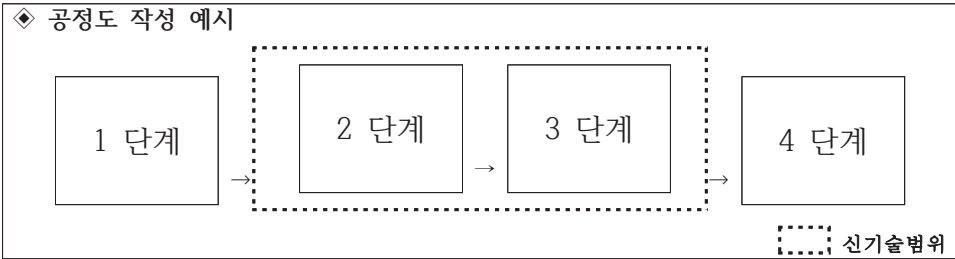 ◈ 공정도 작성 예시
1 단계
→
2 단계
→
3 단계
→
4 단계
신기술범위